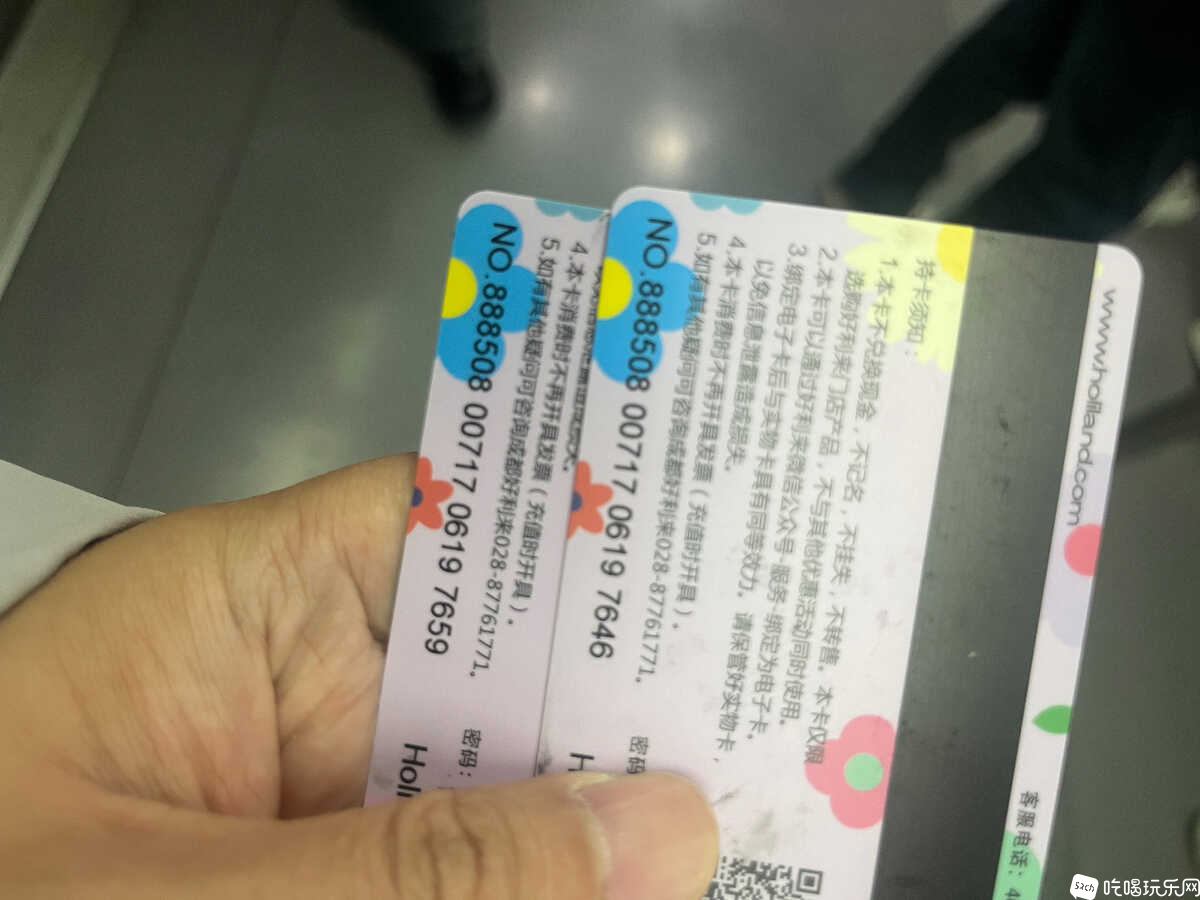 www.holiland.com
客服电话：4
持卡须知：
1.本卡不兑换现金，不记名，不挂失，不转售。本卡仅限
选购好利来门店产品，不与其他优惠活动同时使用。
2.本卡可以通过好利来微信公众号-服务-绑定为电子卡。
3.绑定电子卡后与实物卡具有同等效力。请保管好实物卡，
以免信息泄露造成损失。
4.本卡消费时不再开具发票（充值时开具）。
5.如有其他疑问可咨询成都好利来028-87761771。
NO.888508 00717 0619 7646
密码
H
4.本卡消费时不再开具发票（充值时开具）。
5.如有其他疑问可咨询成都好利来028-87761771。
NO.888508 00717 0619 7659
密码：
Holi
52ch 吃喝玩乐网